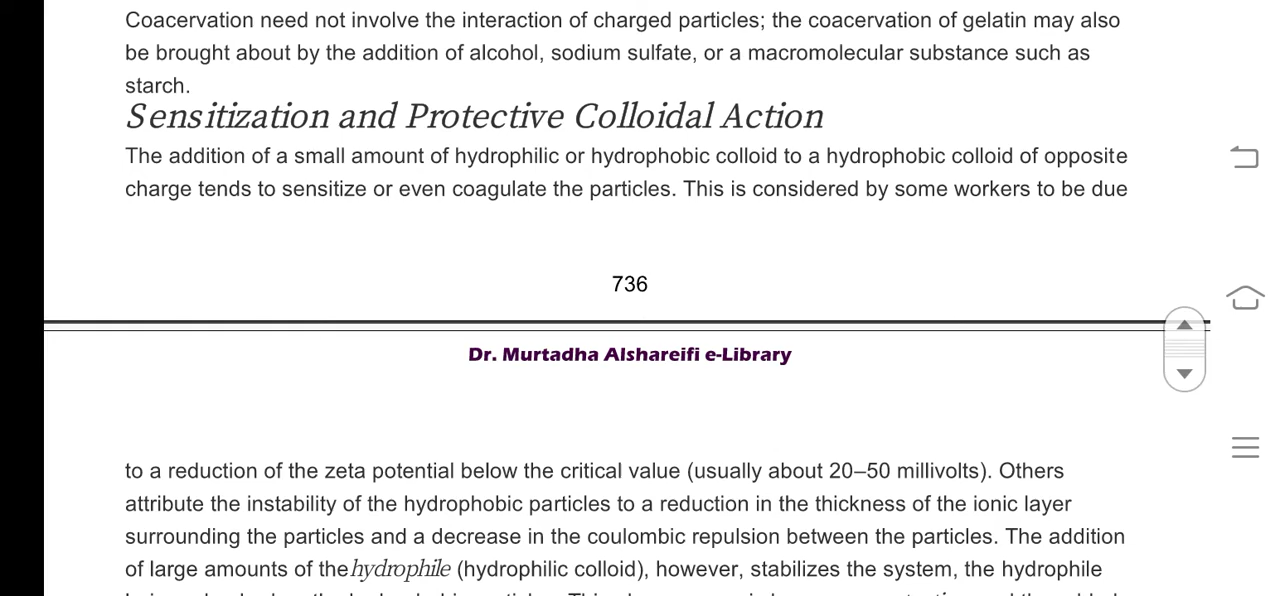 Coacervation need not involve the interaction of charged particles; the coacervation of gelatin may also
be brought about by the addition of alcohol, sodium sulfate, or a macromolecular substance such as
starch.
Sensitization and Protective Colloidal Action
The addition of a small amount of hydrophilic or hydrophobic colloid to a hydrophobic colloid of opposite
charge tends to sensitize or even coagulate the particles. This is considered by some workers to be due
736
Dr. Murtadha Alshareifi e-Library
to a reduction of the zeta potential below the critical value (usually about 20–50 millivolts). Others
attribute the instability of the hydrophobic particles to a reduction in the thickness of the ionic layer
surrounding the particles and a decrease in the coulombic repulsion between the particles. The addition
of large amounts of the hydrophile (hydrophilic colloid), however, stabilizes the system, the hydrophile